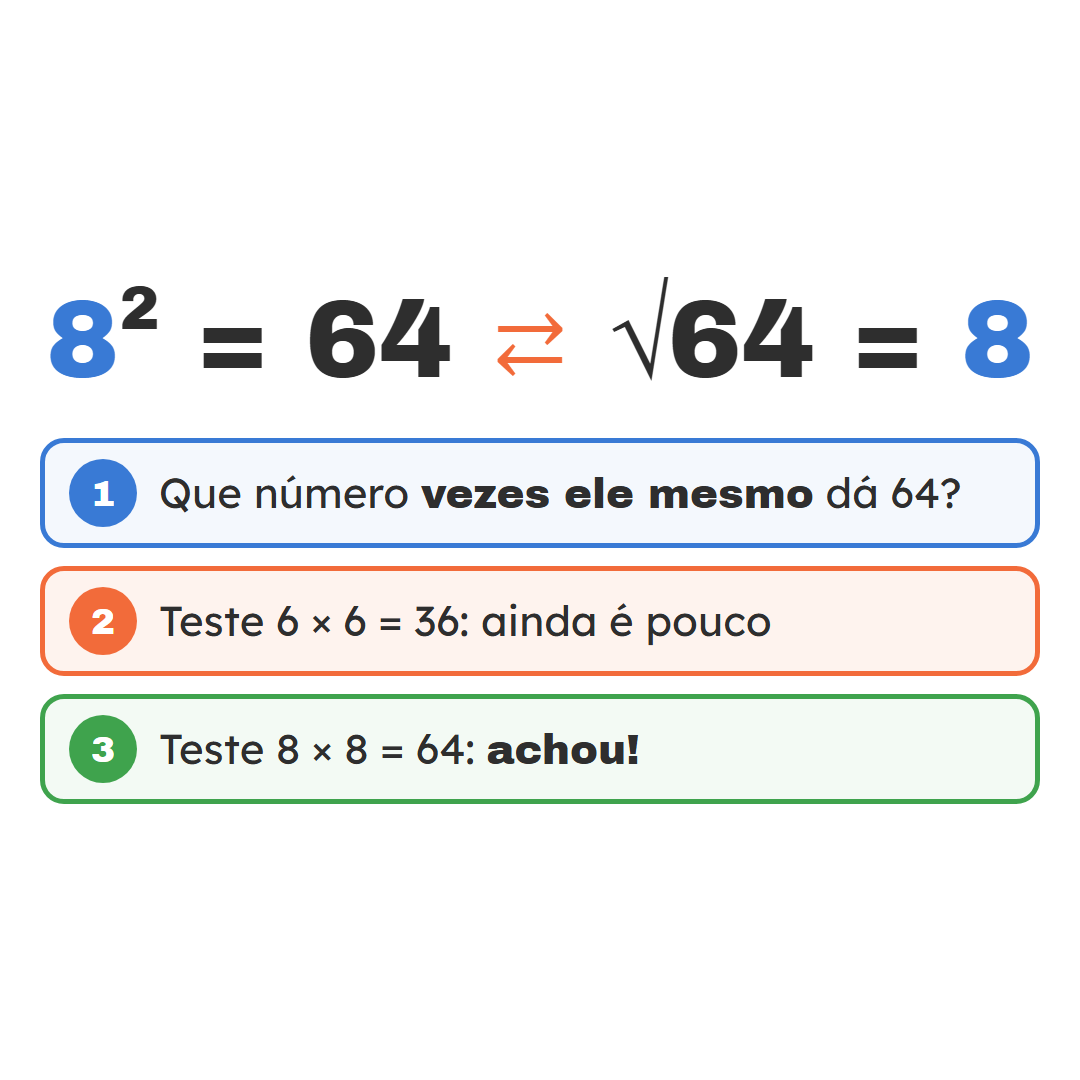 8² = 64 ⇄ √64 = 8
1 Que número vezes ele mesmo dá 64?
2 Teste 6 × 6 = 36: ainda é pouco
3 Teste 8 × 8 = 64: achou!